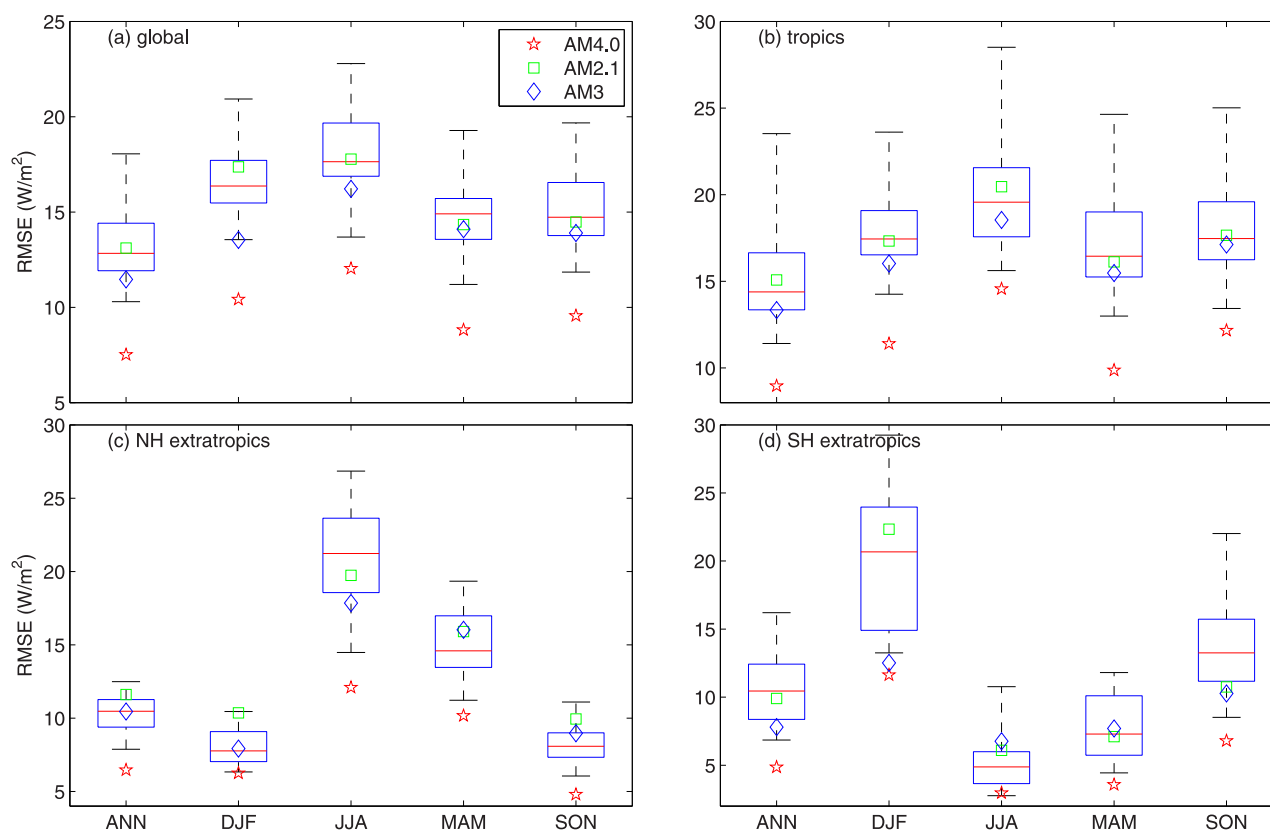 (a) global
AM4.0
AM2.1
AM3
RMSE (W/m²)
25
20
15
10
5
(b) tropics
30
25
20
15
10
(c) NH extratropics
RMSE (W/m²)
30
25
20
15
10
5
ANN DJF JJA MAM SON
(d) SH extratropics
30
25
20
15
10
5
ANN DJF JJA MAM SON